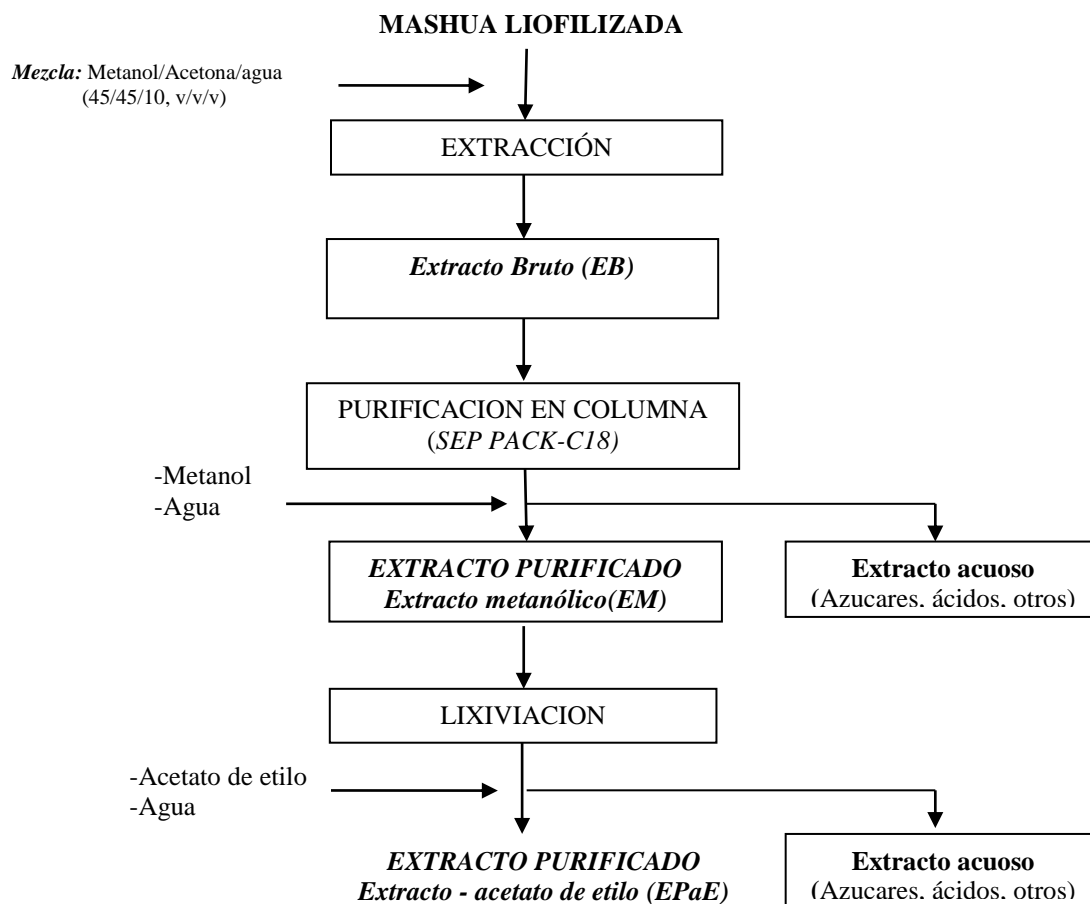 MASHUA LIOFILIZADA
Mezcla: Metanol/Acetona/agua
(45/45/10, v/v/v)
EXTRACCIÓN
Extracto Bruto (EB)
PURIFICACION EN COLUMNA
(SEP PACK-C18)
-Metanol
-Agua
EXTRACTO PURIFICADO
Extracto metanólico(EM)
Extracto acuoso
(Azucares, ácidos, otros)
LIXIVIACION
-Acetato de etilo
-Agua
EXTRACTO PURIFICADO
Extracto - acetato de etilo (EPaE)
Extracto acuoso
(Azucares, ácidos, otros)